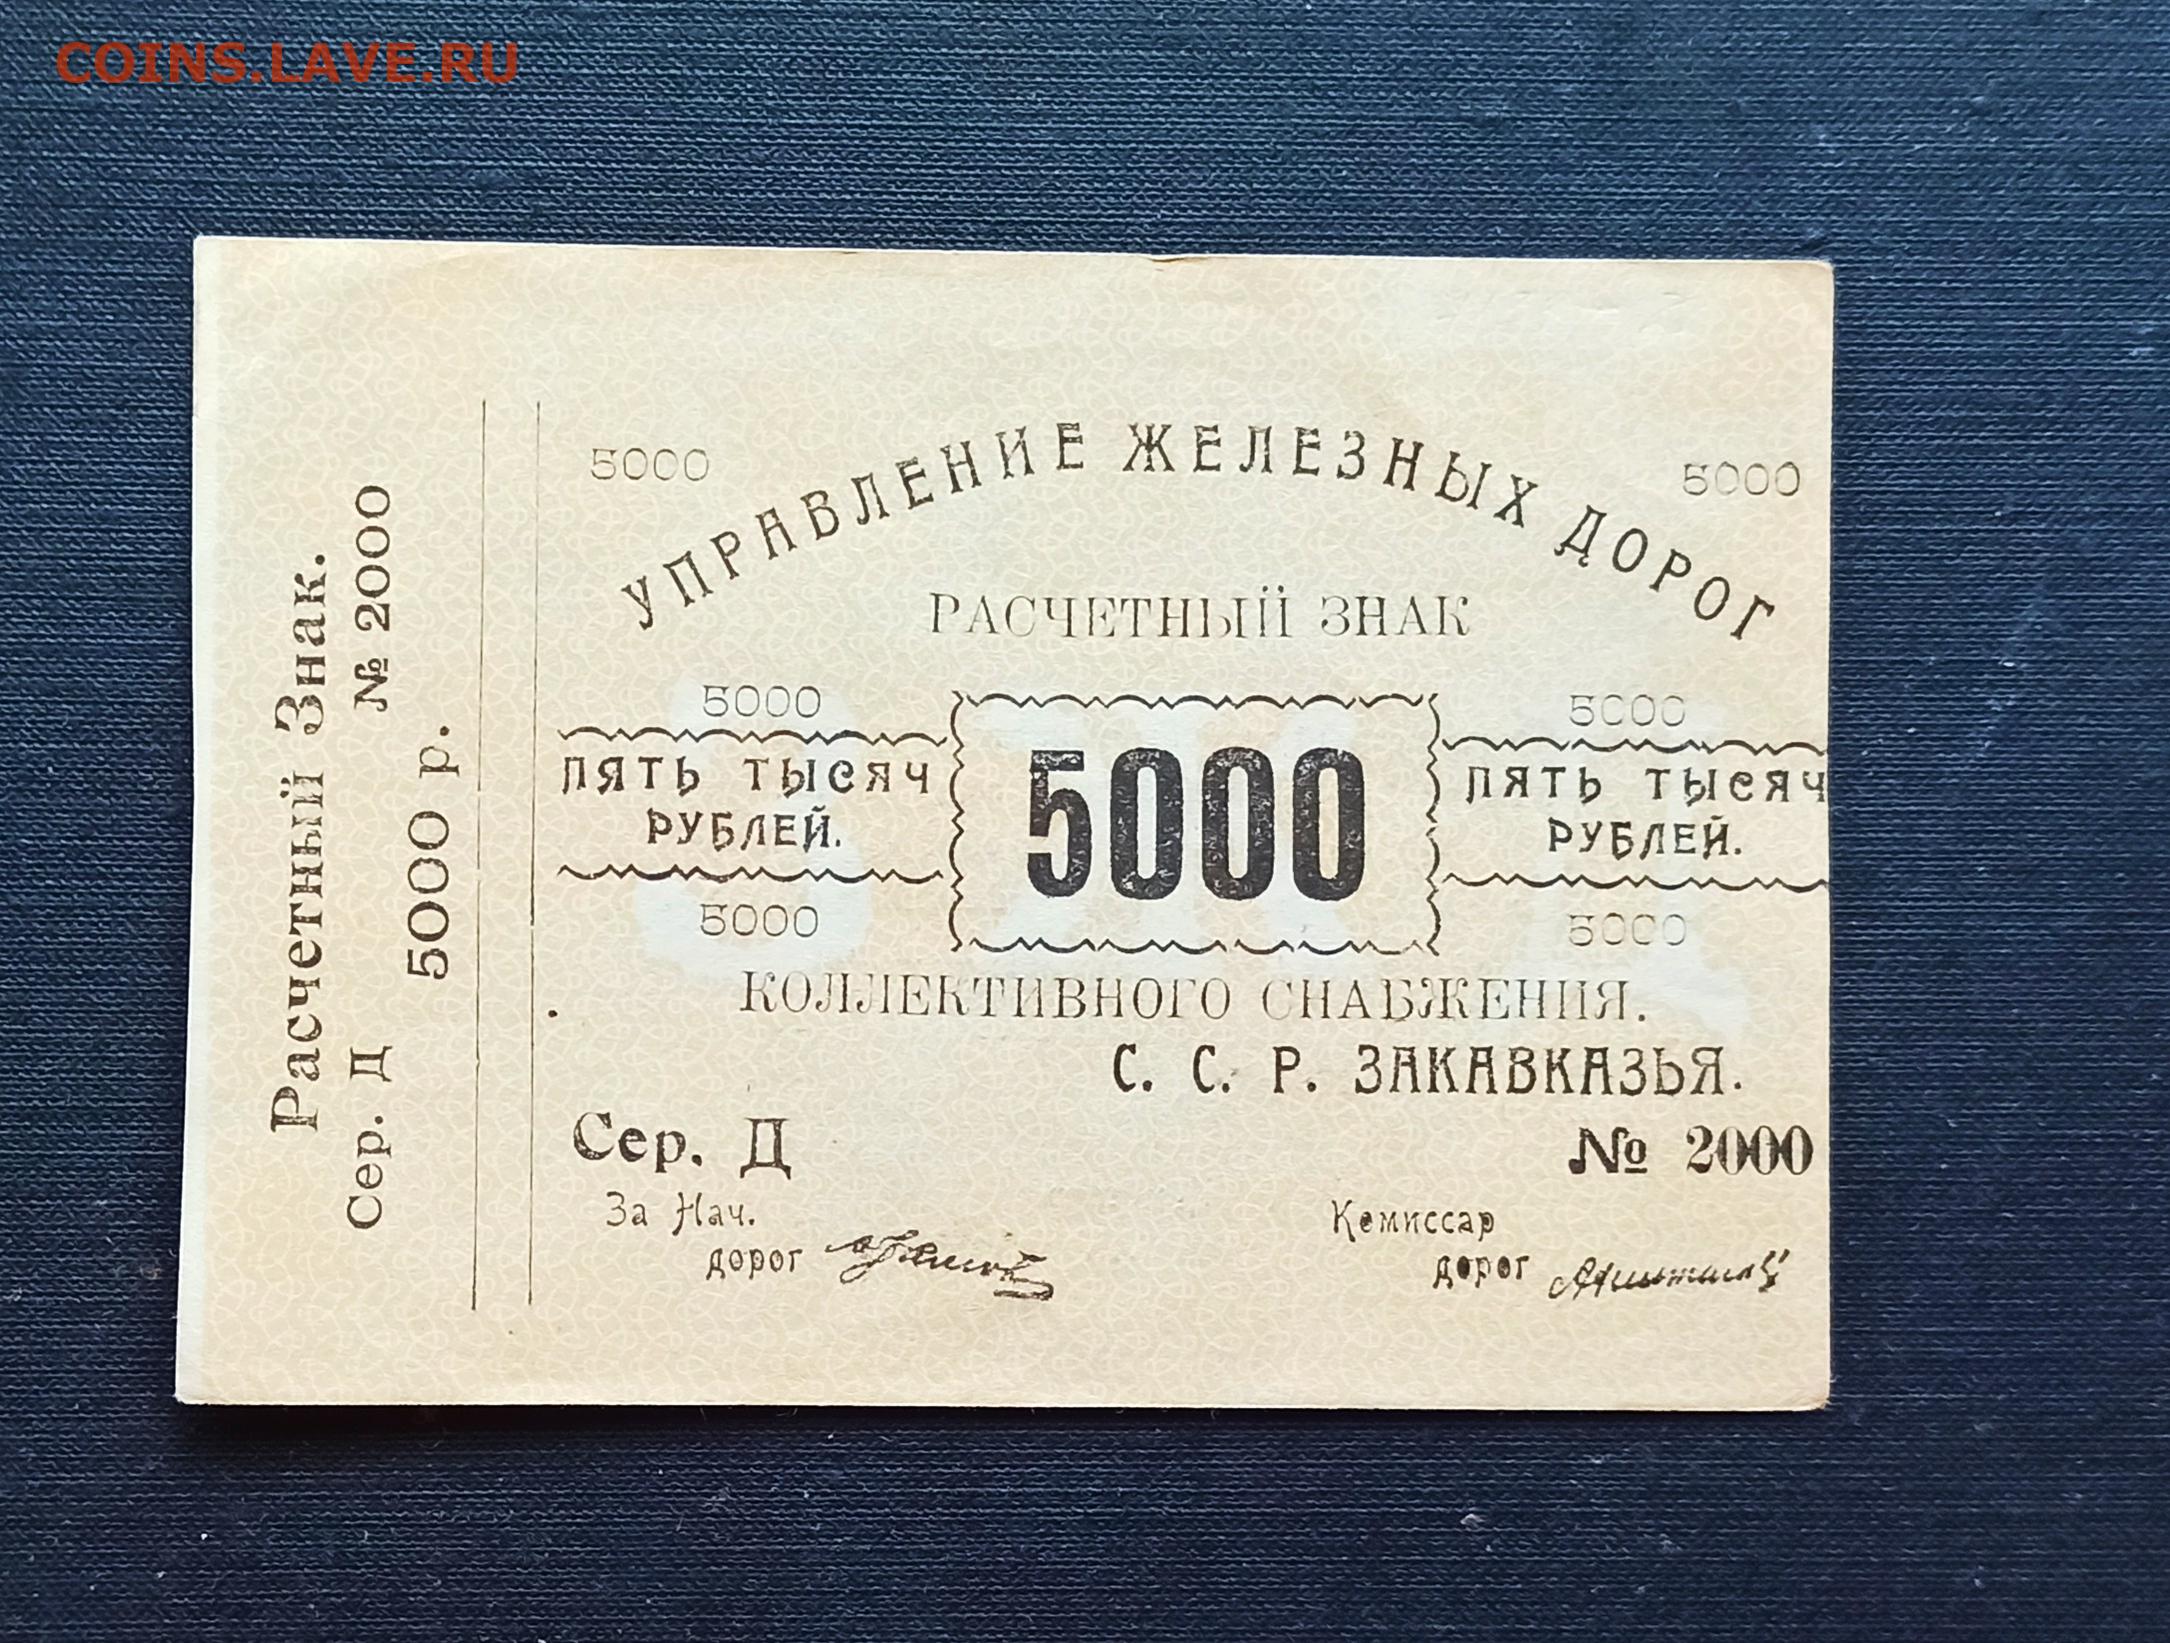 COINS.LAVE.RU
Расчетный Знак.
Сер. Д № 2000
5000 р.
5000 5000
УПРАВЛЕНИЕ ЖЕЛЕЗНЫХ ДОРОГ
РАСЧЕТНЫЙ ЗНАК
5000 5000
ПЯТЬ ТЫСЯЧ 5000 ПЯТЬ ТЫСЯЧ
РУБЛЕЙ. РУБЛЕЙ.
5000 5000
КОЛЛЕКТИВНОГО СНАБЖЕНИЯ.
С. С. Р. ЗАКАВКАЗЬЯ.
Сер. Д № 2000
За Нач. Комиссар
дорог дорог